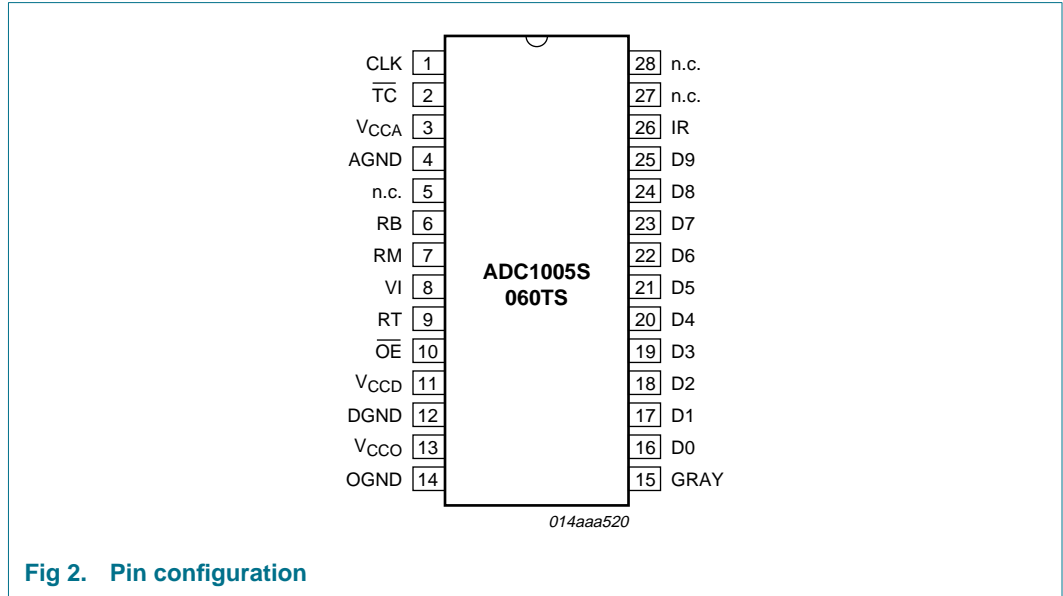 CLK 1 28 n.c.
TC 2 27 n.c.
VCCA 3 26 IR
AGND 4 25 D9
n.c. 5 24 D8
RB 6 23 D7
RM 7 22 D6
VI 8 21 D5
RT 9 20 D4
OE 10 19 D3
VCCD 11 18 D2
DGND 12 17 D1
VCCO 13 16 D0
OGND 14 15 GRAY
ADC1005S
060TS
014aaa520
Fig 2. Pin configuration